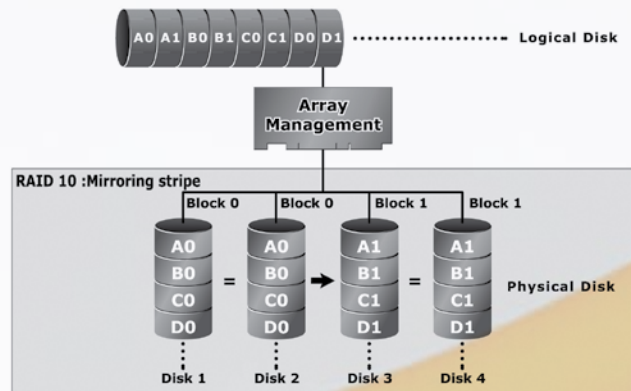 A0 A1 B0 B1 C0 C1 D0 D1
Logical Disk
Array
Management
RAID 10 :Mirroring stripe
Block 0 Block 0 Block 1 Block 1
A0 A0 A1 A1
B0 B0 B1 B1
= =
C0 C0 C1 C1
Physical Disk
D0 D0 D1 D1
Disk 1 Disk 2 Disk 3 Disk 4